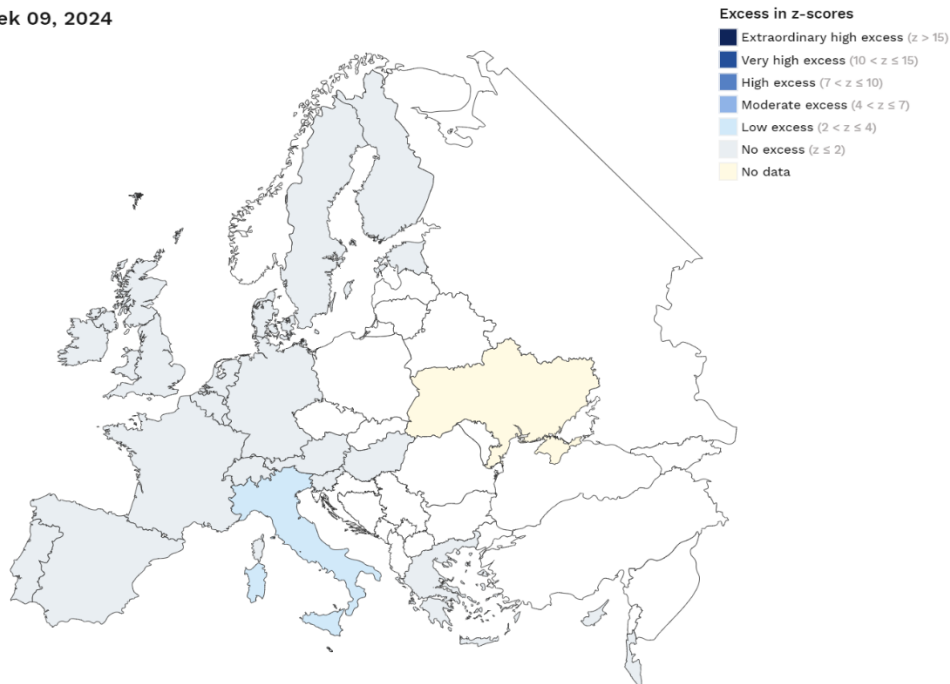 ek 09, 2024
Excess in z-scores
Extraordinary high excess (z > 15)
Very high excess (10 < z ≤ 15)
High excess (7 < z ≤ 10)
Moderate excess (4 < z ≤ 7)
Low excess (2 < z ≤ 4)
No excess (z ≤ 2)
No data